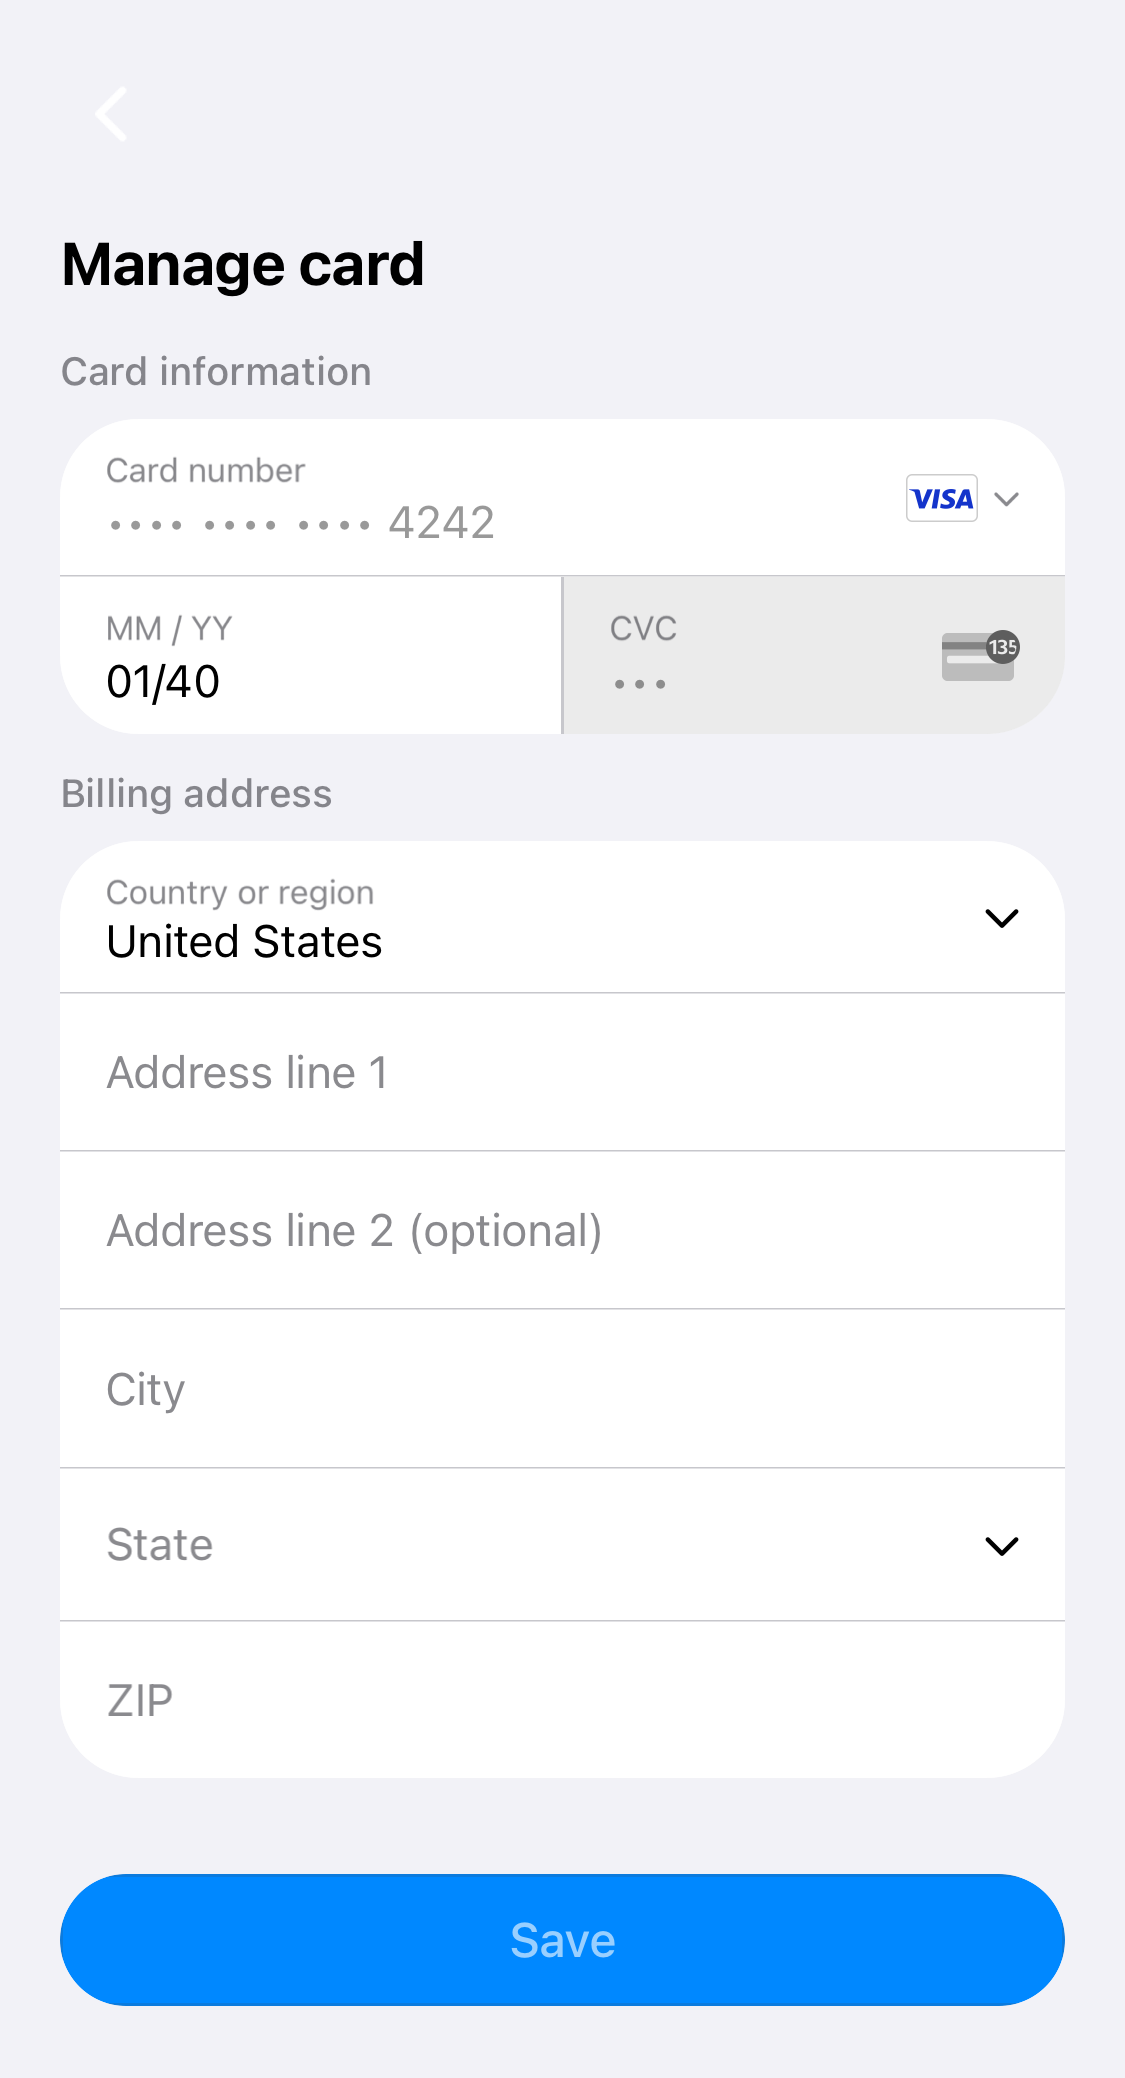 Manage card
Card information
Card number
•••• •••• •••• 4242
VISA
MM / YY
01/40
CVC
•••
135
Billing address
Country or region
United States
Address line 1
Address line 2 (optional)
City
State
ZIP
Save